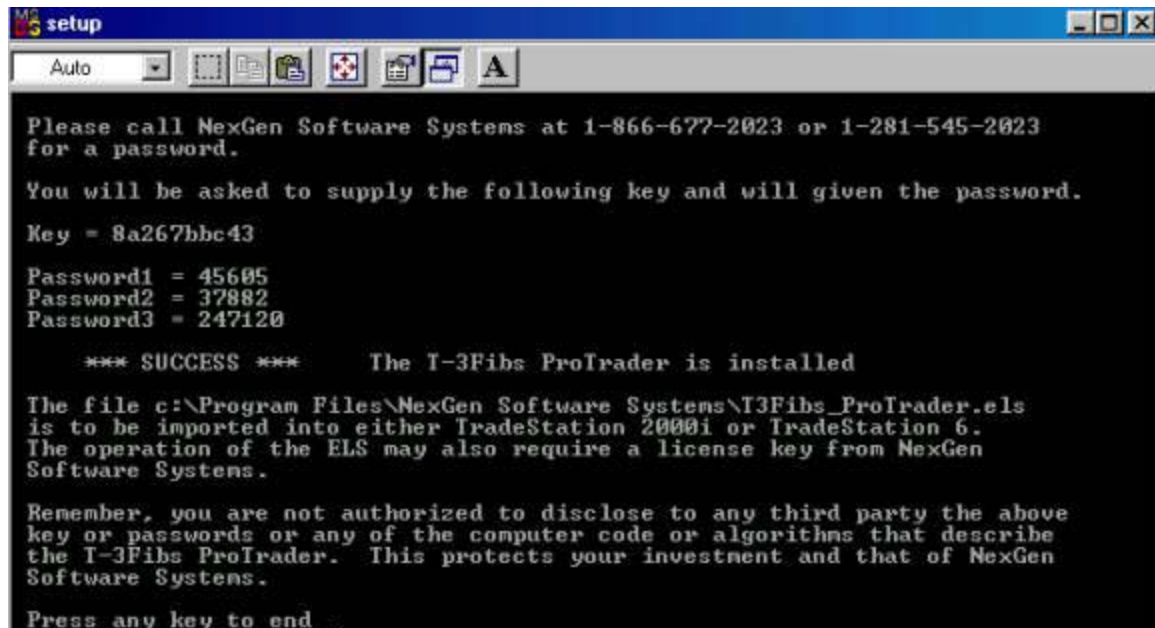 MS
DOS
setup
Auto
A
Please call NexGen Software Systems at 1-866-677-2023 or 1-281-545-2023
for a password.
You will be asked to supply the following key and will given the password.
Key = 8a267bbc43
Password1 = 45605
Password2 = 37882
Password3 = 247120
*** SUCCESS *** The T-3Fibs ProTrader is installed
The file c:\Program Files\NexGen Software Systems\T3Fibs_ProTrader.els
is to be imported into either TradeStation 2000i or TradeStation 6.
The operation of the ELS may also require a license key from NexGen
Software Systems.
Remember, you are not authorized to disclose to any third party the above
key or passwords or any of the computer code or algorithms that describe
the T-3Fibs ProTrader. This protects your investment and that of NexGen
Software Systems.
Press any key to end